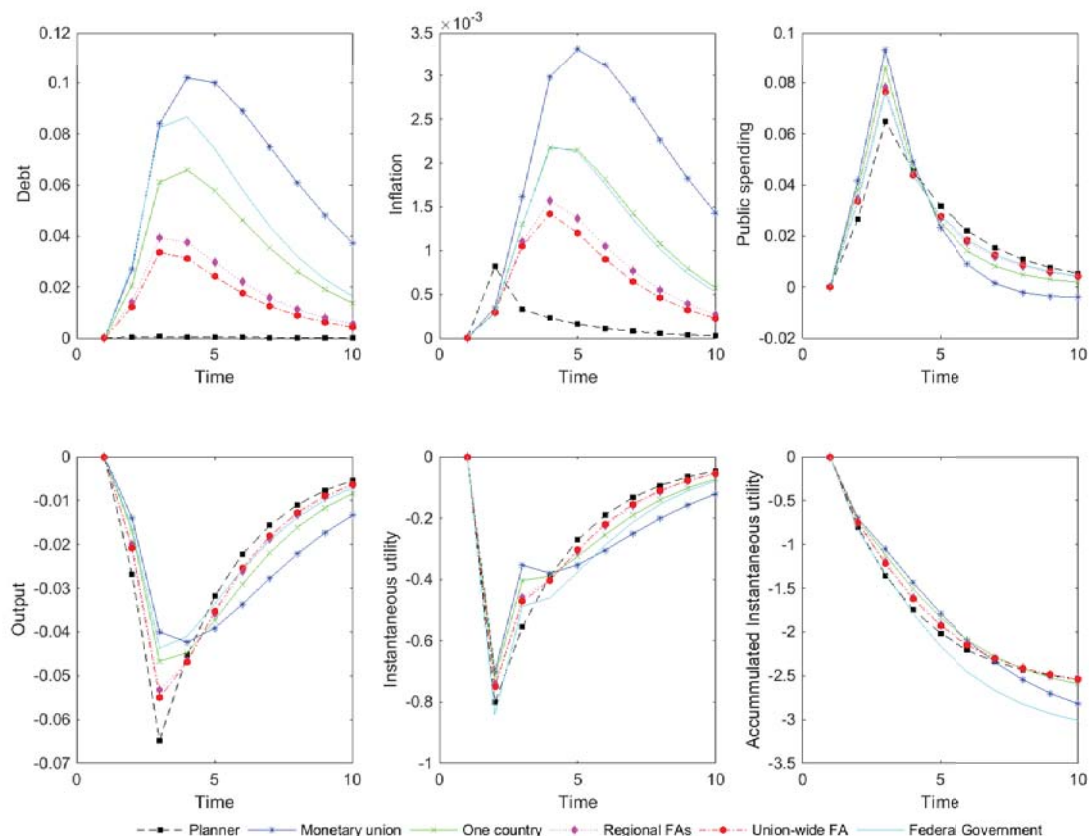 0.12
0.1
0.08
0.06
0.04
0.02
0
0 5 10
Debt
Time
×10⁻³
3.5
3
2.5
2
1.5
1
0.5
0
0 5 10
Inflation
Time
0.1
0.08
0.06
0.04
0.02
0
-0.02
0 5 10
Public spending
Time
0
-0.01
-0.02
-0.03
-0.04
-0.05
-0.06
-0.07
0 5 10
Output
Time
0
-0.2
-0.4
-0.6
-0.8
-1
0 5 10
Instantaneous utility
Time
0
-0.5
-1
-1.5
-2
-2.5
-3
-3.5
0 5 10
Accummulated Instantaneous utility
Time
Planner Monetary union One country Regional FAs Union-wide FA Federal Government